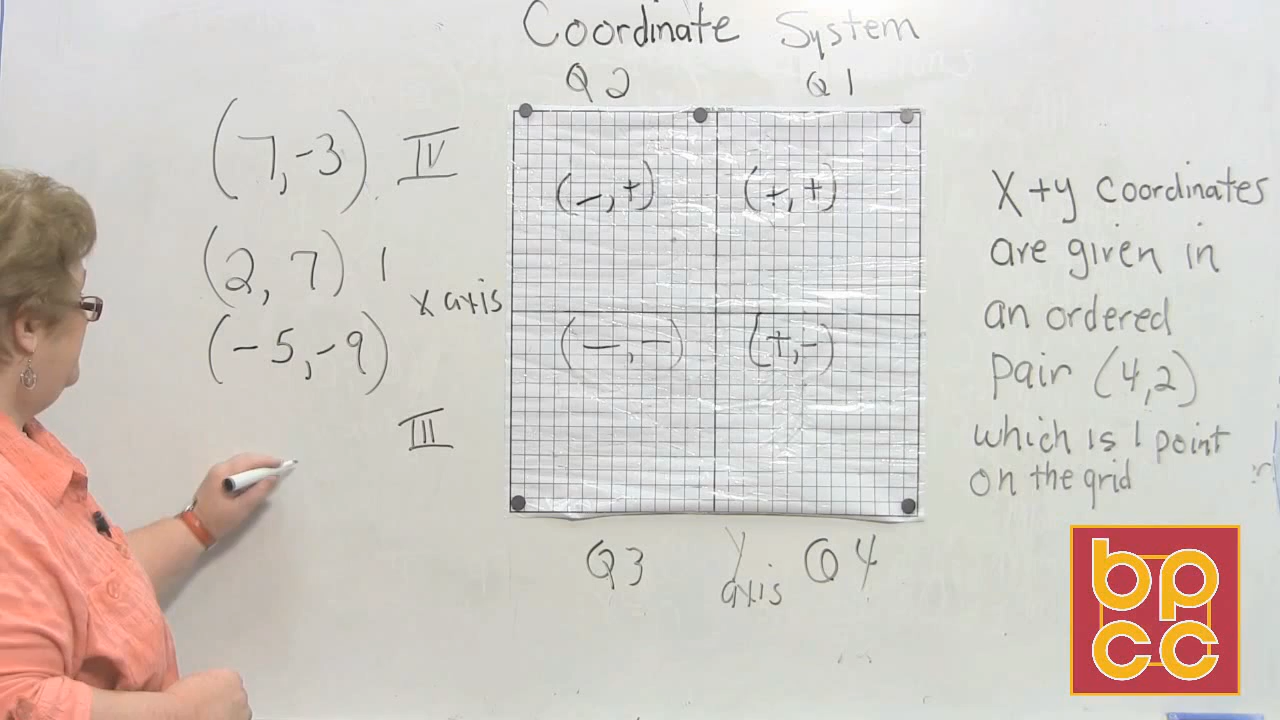 Coordinate System
Q2 Q1
(7,-3) IV
(2, 7) 1
x axis
(-5,-9)
III
(-,+) (+,+)
(-,-) (+,-)
Q3 y axis Q4
X+y coordinates
are given in
an ordered
pair (4,2)
which is 1 point
on the grid
bp
cc